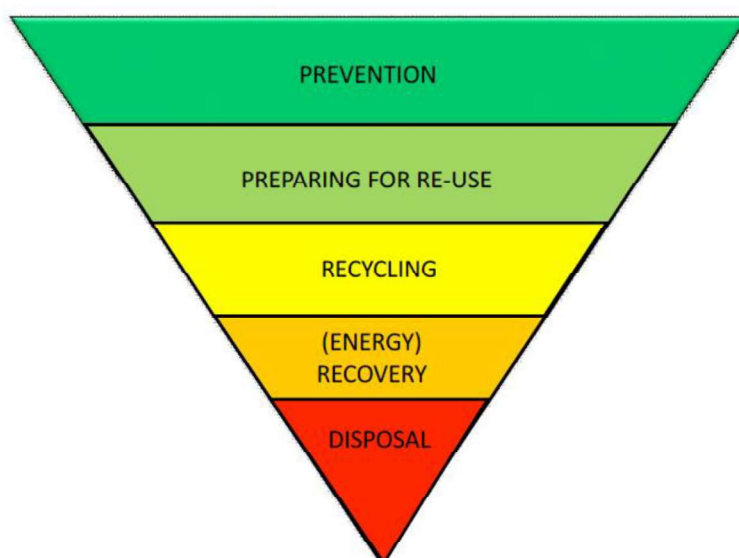 PREVENTION
PREPARING FOR RE-USE
RECYCLING
(ENERGY)
RECOVERY
DISPOSAL